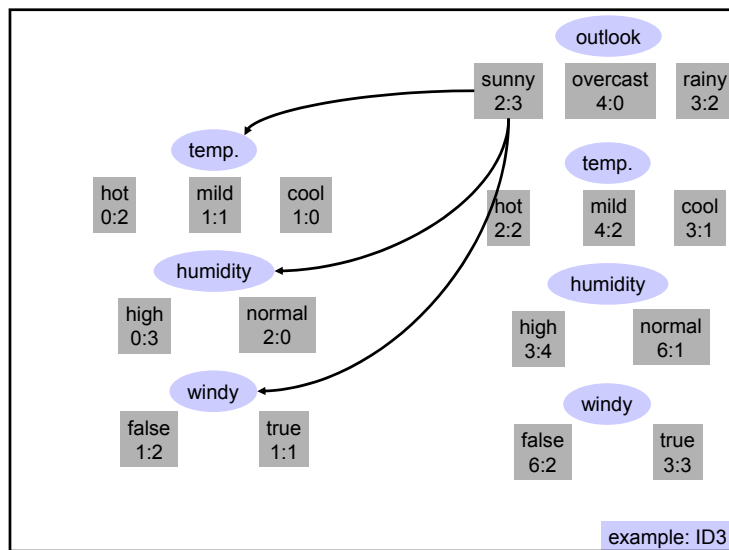 outlook
sunny
2:3
overcast
4:0
rainy
3:2
temp.
hot
0:2
mild
1:1
cool
1:0
humidity
high
0:3
normal
2:0
windy
false
1:2
true
1:1
temp.
hot
2:2
mild
4:2
cool
3:1
humidity
high
3:4
normal
6:1
windy
false
6:2
true
3:3
example: ID3